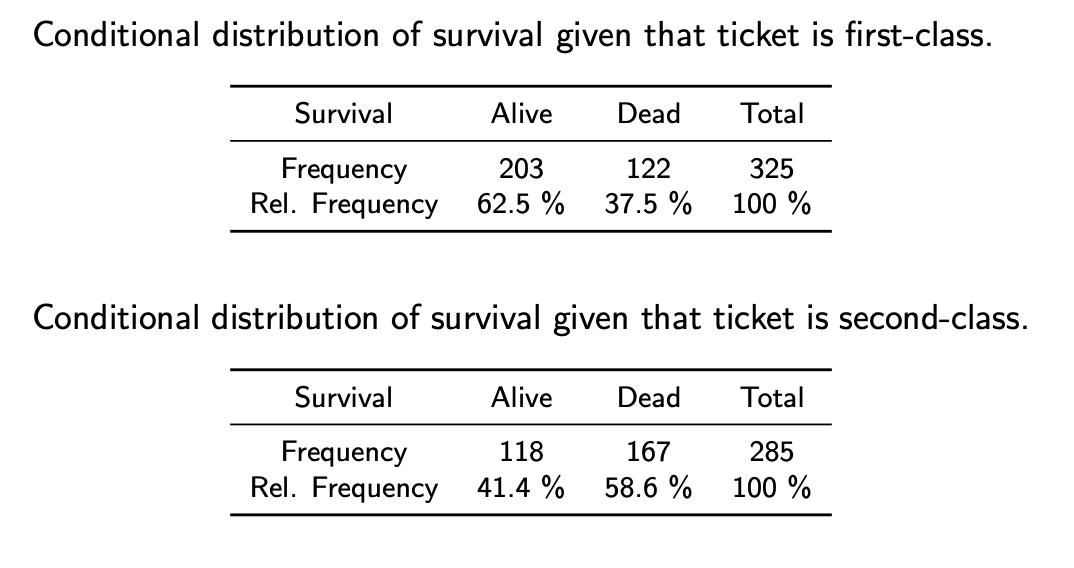 Conditional distribution of survival given that ticket is first-class.
Survival Alive Dead Total
Frequency 203 122 325
Rel. Frequency 62.5 % 37.5 % 100 %
Conditional distribution of survival given that ticket is second-class.
Survival Alive Dead Total
Frequency 118 167 285
Rel. Frequency 41.4 % 58.6 % 100 %